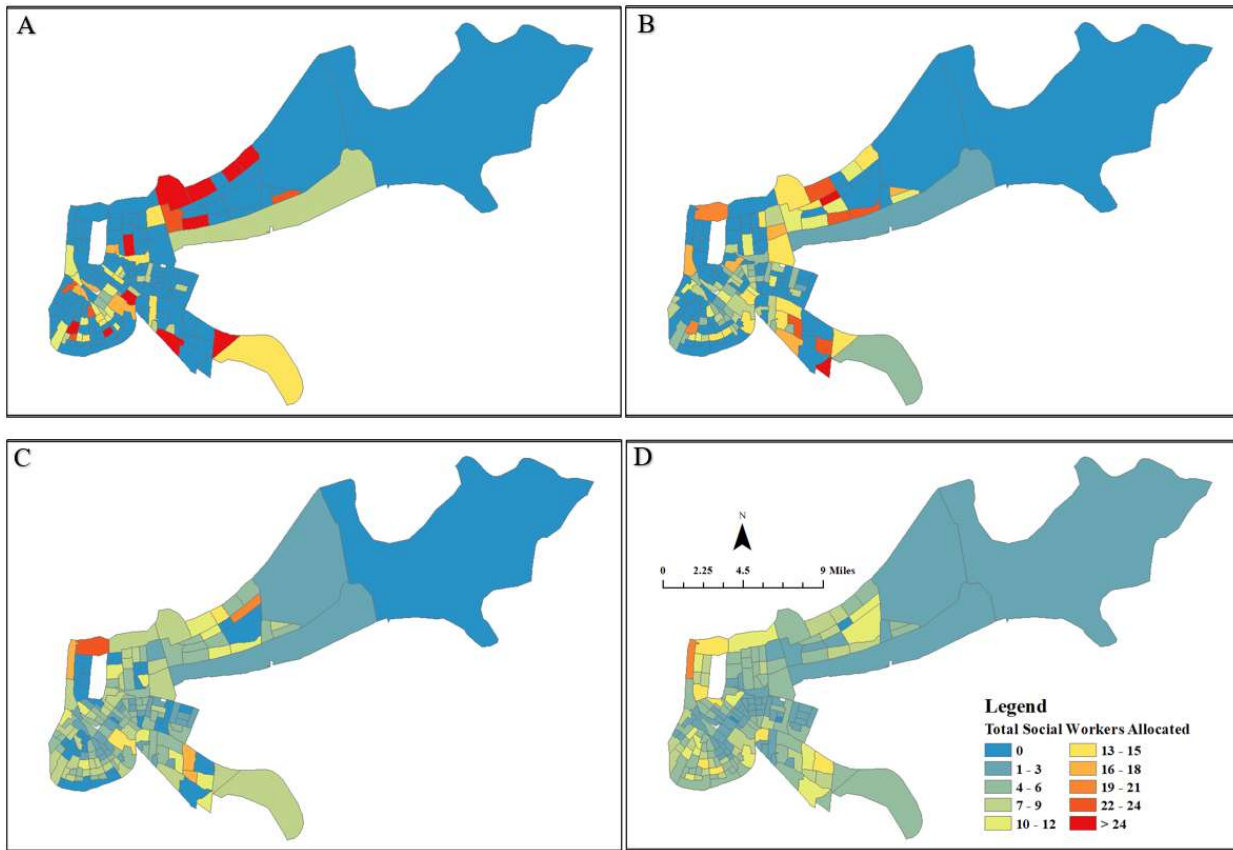 A
B
C
D
N
0 2.25 4.5 9 Miles
Legend
Total Social Workers Allocated
0 13 - 15
1 - 3 16 - 18
4 - 6 19 - 21
7 - 9 22 - 24
10 - 12 > 24